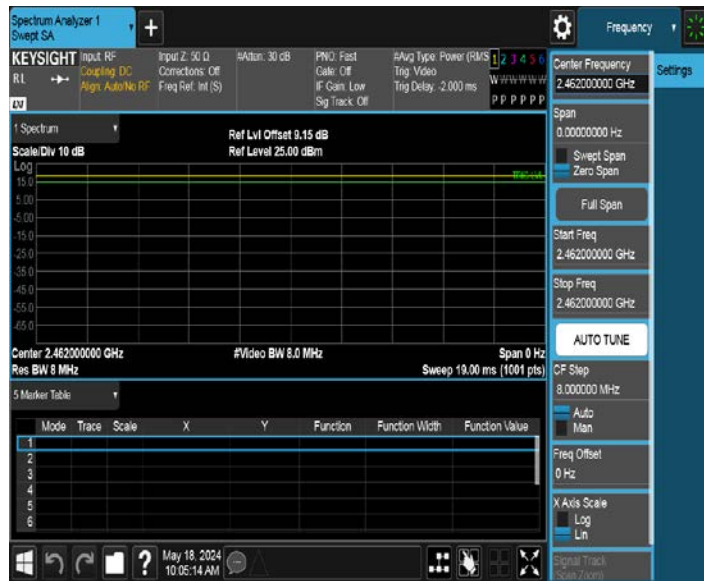 Spectrum Analyzer 1
Swept SA
+
Frequency
KEYSIGHT
RL
LXI
Input: RF
Coupling: DC
Align: Auto/No RF
Input Z: 50 Ω
Corrections: Off
Freq Ref: Int (S)
#Atten: 30 dB
PNO: Fast
Gate: Off
IF Gain: Low
Sig Track: Off
#Avg Type: Power (RMS
Trig: Video
Trig Delay: -2.000 ms
1 2 3 4 5 6
W W W W W W
P P P P P P
1 Spectrum
Scale/Div 10 dB
Ref Lvl Offset 9.15 dB
Ref Level 25.00 dBm
Log
15.0
5.00
-5.00
-15.0
-25.0
-35.0
-45.0
-55.0
-65.0
TRIG LVL
Center 2.462000000 GHz
#Video BW 8.0 MHz
Span 0 Hz
Res BW 8 MHz
Sweep 19.00 ms (1001 pts)
5 Marker Table
Mode Trace Scale X Y Function Function Width Function Value
1
2
3
4
5
6
May 18, 2024
10:05:14 AM
?
Center Frequency
2.462000000 GHz
Span
0.00000000 Hz
Swept Span
Zero Span
Full Span
Start Freq
2.462000000 GHz
Stop Freq
2.462000000 GHz
AUTO TUNE
CF Step
8.000000 MHz
Auto
Man
Freq Offset
0 Hz
X Axis Scale
Log
Lin
Signal Track
(Span Zoom)
Settings